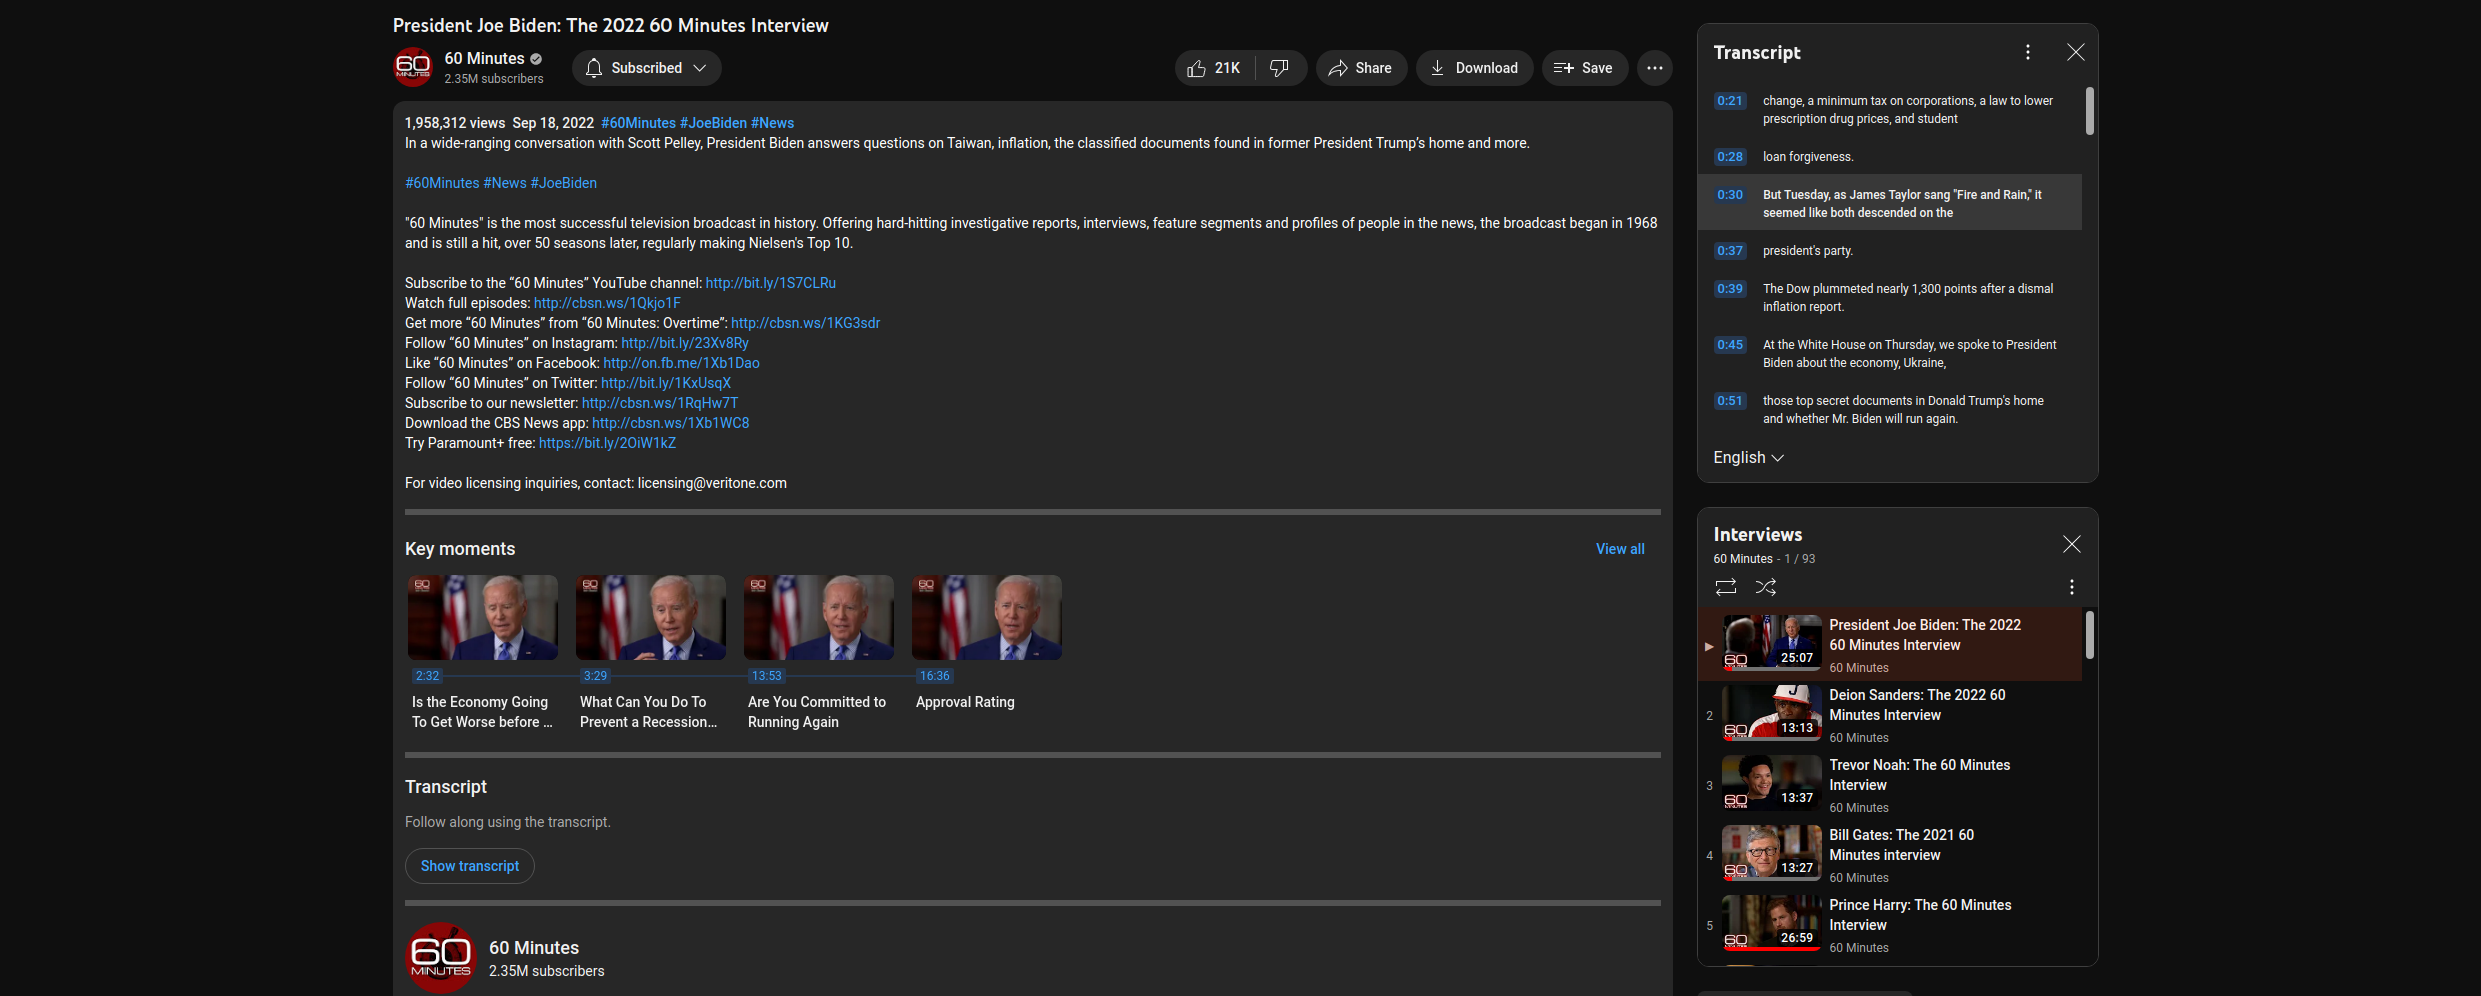 President Joe Biden: The 2022 60 Minutes Interview
60 MINUTES
60 Minutes
2.35M subscribers
Subscribed
21K
Share
Download
Save
1,958,312 views Sep 18, 2022 #60Minutes #JoeBiden #News
In a wide-ranging conversation with Scott Pelley, President Biden answers questions on Taiwan, inflation, the classified documents found in former President Trump’s home and more.
#60Minutes #News #JoeBiden
"60 Minutes" is the most successful television broadcast in history. Offering hard-hitting investigative reports, interviews, feature segments and profiles of people in the news, the broadcast began in 1968
and is still a hit, over 50 seasons later, regularly making Nielsen's Top 10.
Subscribe to the “60 Minutes” YouTube channel: http://bit.ly/1S7CLRu
Watch full episodes: http://cbsn.ws/1Qkjo1F
Get more “60 Minutes” from “60 Minutes: Overtime”: http://cbsn.ws/1KG3sdr
Follow “60 Minutes” on Instagram: http://bit.ly/23Xv8Ry
Like “60 Minutes” on Facebook: http://on.fb.me/1Xb1Dao
Follow “60 Minutes” on Twitter: http://bit.ly/1KxUsqX
Subscribe to our newsletter: http://cbsn.ws/1RqHw7T
Download the CBS News app: http://cbsn.ws/1Xb1WC8
Try Paramount+ free: https://bit.ly/2OiW1kZ
For video licensing inquiries, contact: licensing@veritone.com
Key moments
View all
60
60
60
60
2:32
3:29
13:53
16:36
Is the Economy Going
To Get Worse before ...
What Can You Do To
Prevent a Recession...
Are You Committed to
Running Again
Approval Rating
Transcript
Follow along using the transcript.
Show transcript
60 MINUTES
60 Minutes
2.35M subscribers
Transcript
0:21 change, a minimum tax on corporations, a law to lower
prescription drug prices, and student
0:28 loan forgiveness.
0:30 But Tuesday, as James Taylor sang "Fire and Rain," it
seemed like both descended on the
0:37 president's party.
0:39 The Dow plummeted nearly 1,300 points after a dismal
inflation report.
0:45 At the White House on Thursday, we spoke to President
Biden about the economy, Ukraine,
0:51 those top secret documents in Donald Trump's home
and whether Mr. Biden will run again.
English
Interviews
60 Minutes - 1 / 93
60
25:07
President Joe Biden: The 2022
60 Minutes Interview
60 Minutes
2
J
60
13:13
Deion Sanders: The 2022 60
Minutes Interview
60 Minutes
3
60
13:37
Trevor Noah: The 60 Minutes
Interview
60 Minutes
4
60
13:27
Bill Gates: The 2021 60
Minutes interview
60 Minutes
5
60
26:59
Prince Harry: The 60 Minutes
Interview
60 Minutes